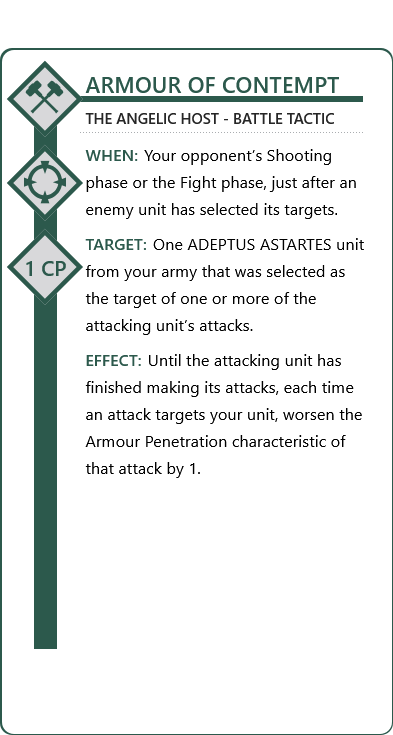 ARMOUR OF CONTEMPT
THE ANGELIC HOST - BATTLE TACTIC
WHEN: Your opponent's Shooting
phase or the Fight phase, just after an
enemy unit has selected its targets.
1 CP
TARGET: One ADEPTUS ASTARTES unit
from your army that was selected as
the target of one or more of the
attacking unit's attacks.
EFFECT: Until the attacking unit has
finished making its attacks, each time
an attack targets your unit, worsen the
Armour Penetration characteristic of
that attack by 1.